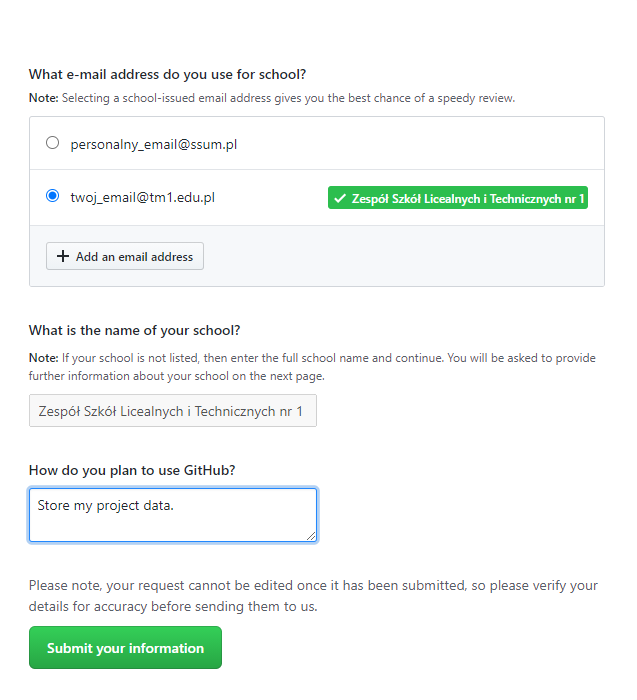 What e-mail address do you use for school?
Note: Selecting a school-issued email address gives you the best chance of a speedy review.
personalny_email@ssum.pl
twoj_email@tm1.edu.pl
Zespół Szkół Licealnych i Technicznych nr 1
Add an email address
What is the name of your school?
Note: If your school is not listed, then enter the full school name and continue. You will be asked to provide
further information about your school on the next page.
Zespół Szkół Licealnych i Technicznych nr 1
How do you plan to use GitHub?
Store my project data.
Please note, your request cannot be edited once it has been submitted, so please verify your
details for accuracy before sending them to us.
Submit your information